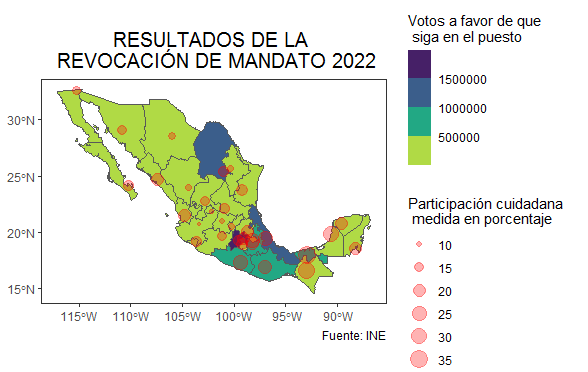 RESULTADOS DE LA
REVOCACIÓN DE MANDATO 2022
30°N
25°N
20°N
15°N
115°W
110°W
105°W
100°W
95°W
90°W
Fuente: INE
Votos a favor de que
siga en el puesto
1500000
1000000
500000
Participación cuidadana
medida en porcentaje
10
15
20
25
30
35